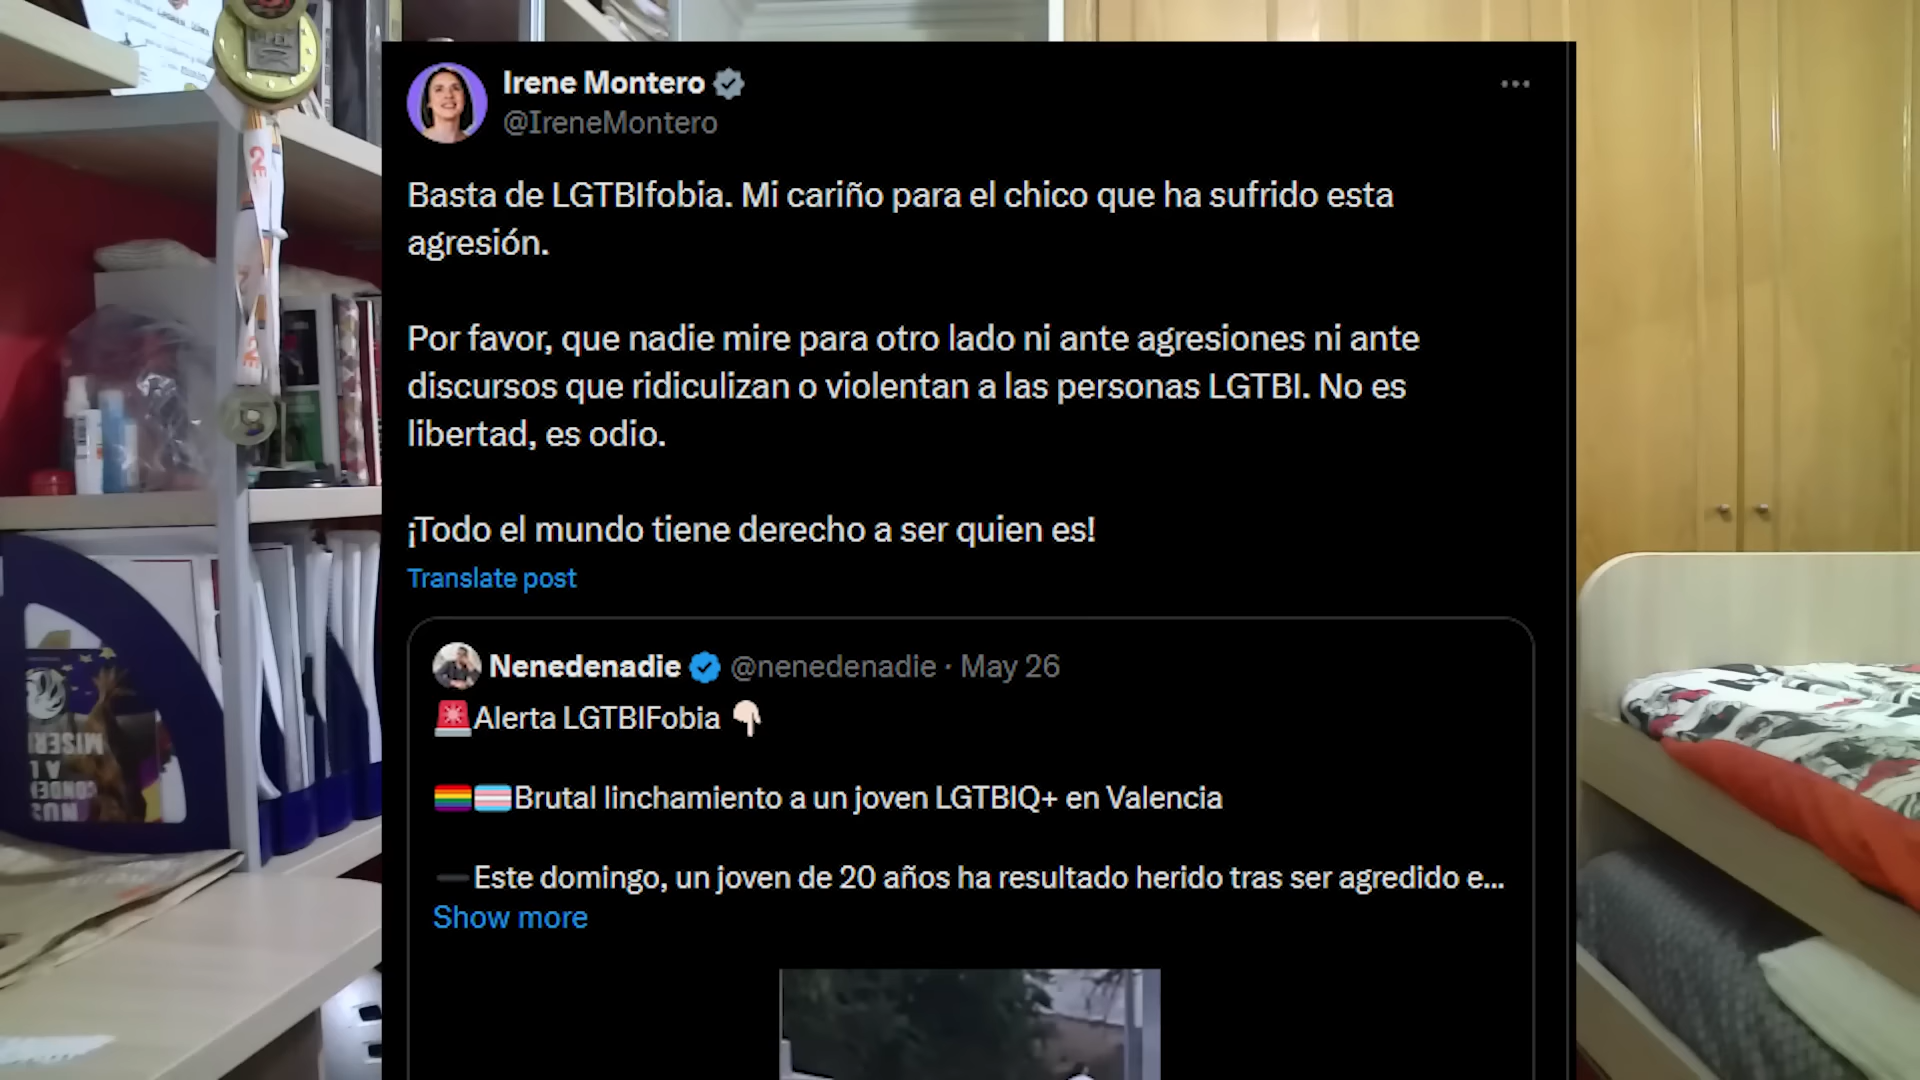 Irene Montero
@IreneMontero
Basta de LGTBIfobia. Mi cariño para el chico que ha sufrido esta
agresión.
Por favor, que nadie mire para otro lado ni ante agresiones ni ante
discursos que ridiculizan o violentan a las personas LGTBI. No es
libertad, es odio.
¡Todo el mundo tiene derecho a ser quien es!
Translate post
Nenedenadie @nenedenadie · May 26
🚨Alerta LGTBIFobia 👇🏻
🏳️‍🌈🏳️‍⚧️Brutal linchamiento a un joven LGTBIQ+ en Valencia
➖Este domingo, un joven de 20 años ha resultado herido tras ser agredido e...
Show more